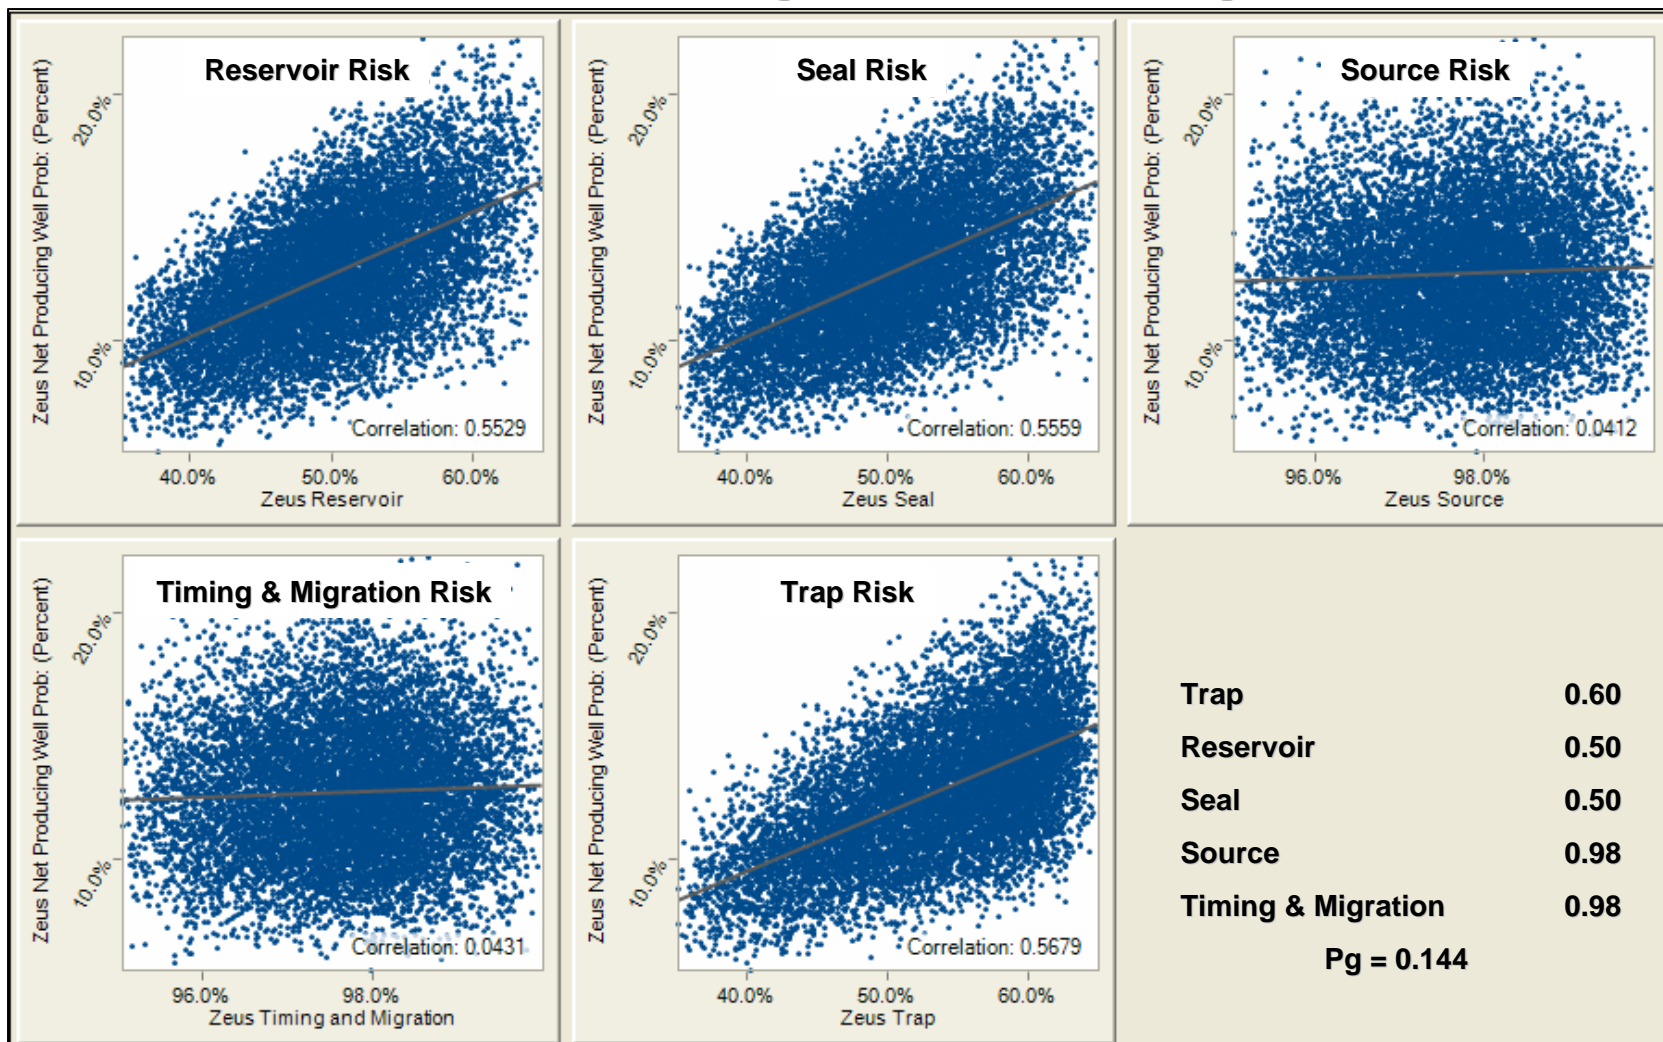 Reservoir Risk
Zeus Net Producing Well Prob: (Percent)
20.0%
10.0%
Correlation: 0.5529
40.0% 50.0% 60.0%
Zeus Reservoir
Seal Risk
Zeus Net Producing Well Prob: (Percent)
20.0%
10.0%
Correlation: 0.5559
40.0% 50.0% 60.0%
Zeus Seal
Source Risk
Zeus Net Producing Well Prob: (Percent)
20.0%
10.0%
Correlation: 0.0412
96.0% 98.0%
Zeus Source
Timing & Migration Risk
Zeus Net Producing Well Prob: (Percent)
20.0%
10.0%
Correlation: 0.0431
96.0% 98.0%
Zeus Timing and Migration
Trap Risk
Zeus Net Producing Well Prob: (Percent)
20.0%
10.0%
Correlation: 0.5679
40.0% 50.0% 60.0%
Zeus Trap
Trap 0.60
Reservoir 0.50
Seal 0.50
Source 0.98
Timing & Migration 0.98
Pg = 0.144